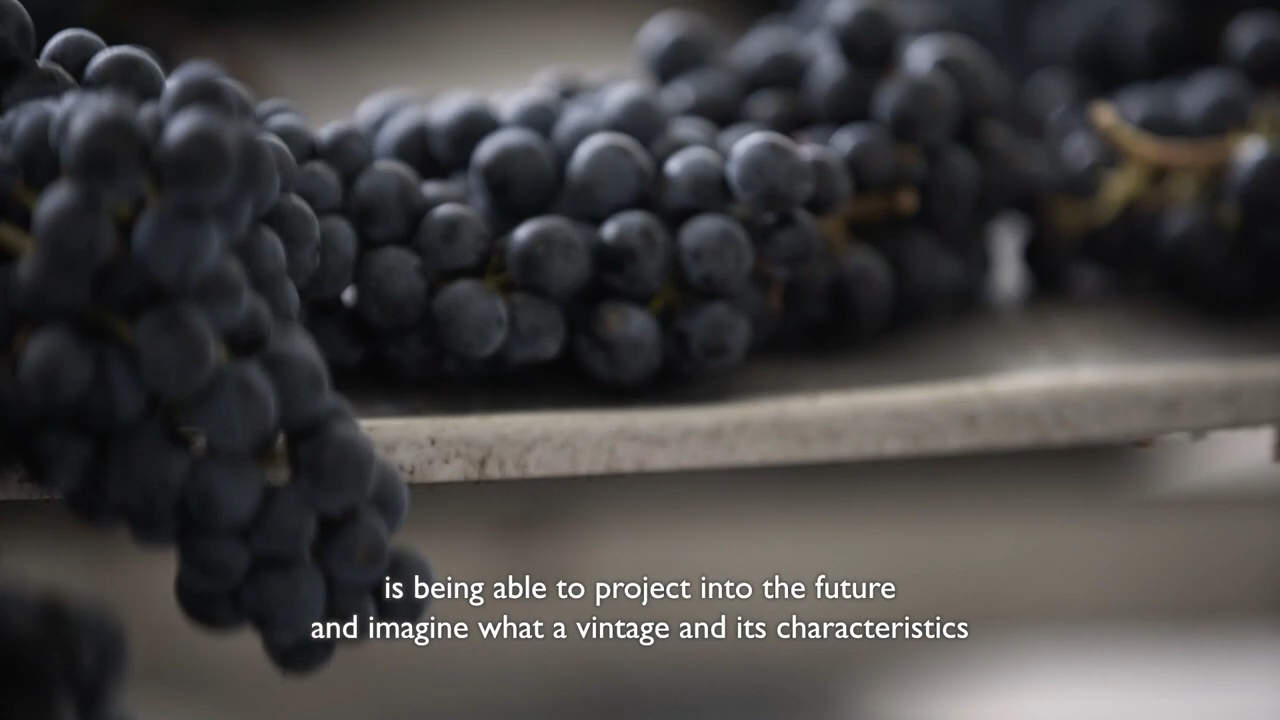 is being able to project into the future
and imagine what a vintage and its characteristics